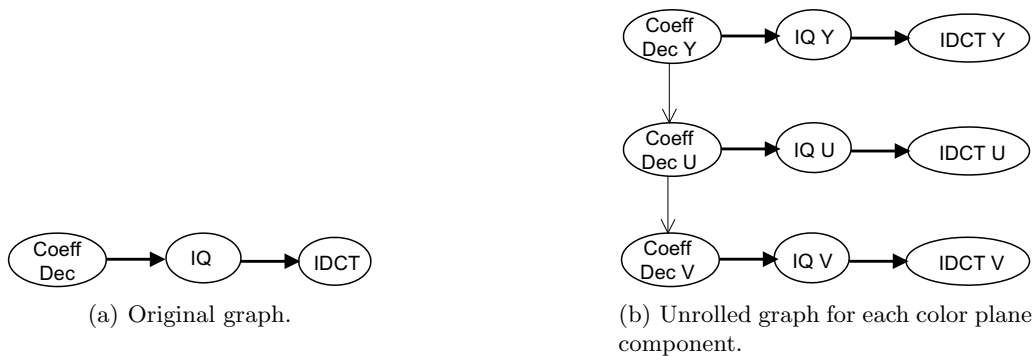 Coeff
Dec
IQ
IDCT
(a) Original graph.
Coeff
Dec Y
IQ Y
IDCT Y
Coeff
Dec U
IQ U
IDCT U
Coeff
Dec V
IQ V
IDCT V
(b) Unrolled graph for each color plane
component.